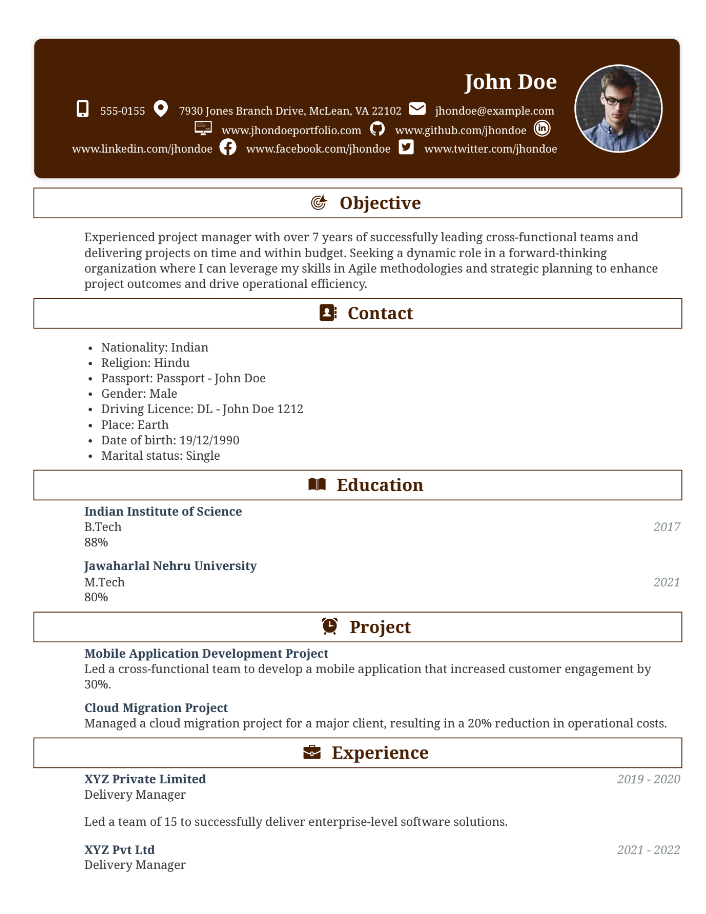 John Doe
555-0155 7930 Jones Branch Drive, McLean, VA 22102 jhondoe@example.com
www.jhondoeportfolio.com www.github.com/jhondoe
www.linkedin.com/jhondoe www.facebook.com/jhondoe www.twitter.com/jhondoe
Objective
Experienced project manager with over 7 years of successfully leading cross-functional teams and
delivering projects on time and within budget. Seeking a dynamic role in a forward-thinking
organization where I can leverage my skills in Agile methodologies and strategic planning to enhance
project outcomes and drive operational efficiency.
Contact
• Nationality: Indian
• Religion: Hindu
• Passport: Passport - John Doe
• Gender: Male
• Driving Licence: DL - John Doe 1212
• Place: Earth
• Date of birth: 19/12/1990
• Marital status: Single
Education
Indian Institute of Science
B.Tech 2017
88%
Jawaharlal Nehru University
M.Tech 2021
80%
Project
Mobile Application Development Project
Led a cross-functional team to develop a mobile application that increased customer engagement by
30%.
Cloud Migration Project
Managed a cloud migration project for a major client, resulting in a 20% reduction in operational costs.
Experience
XYZ Private Limited 2019 - 2020
Delivery Manager
Led a team of 15 to successfully deliver enterprise-level software solutions.
XYZ Pvt Ltd 2021 - 2022
Delivery Manager